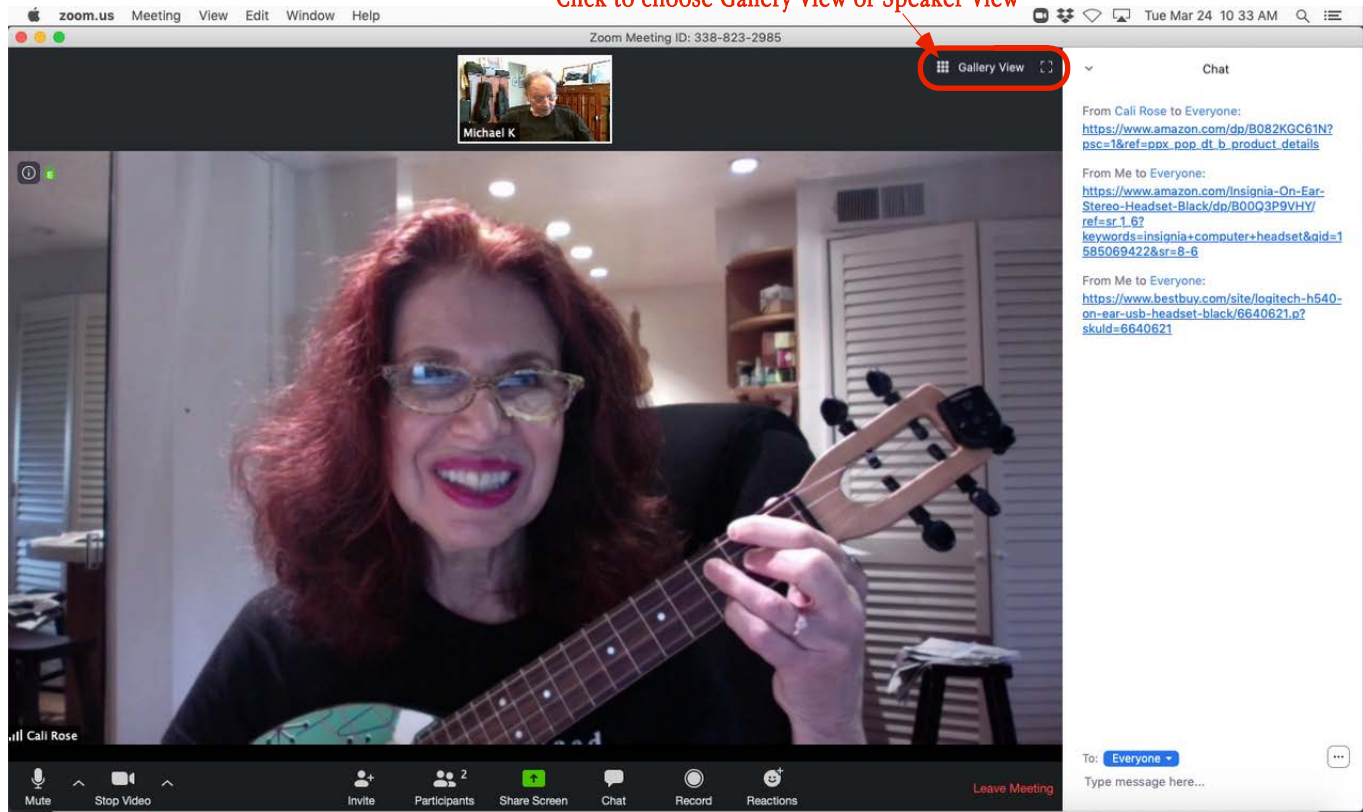 Click to choose Gallery View or Speaker View
zoom.us Meeting View Edit Window Help
Tue Mar 24 10 33 AM
Zoom Meeting ID: 338-823-2985
Gallery View
Michael K
Chat
From Cali Rose to Everyone:
https://www.amazon.com/dp/B082KGC61N?
psc=1&ref=ppx_pop_dt_b_product_details
From Me to Everyone:
https://www.amazon.com/Insignia-On-Ear-
Stereo-Headset-Black/dp/B00Q3P9VHY/
ref=sr_1_6?
keywords=insignia+computer+headset&qid=1
585069422&sr=8-6
From Me to Everyone:
https://www.bestbuy.com/site/logitech-h540-
on-ear-usb-headset-black/6640621.p?
skuId=6640621
E
Cali Rose
To: Everyone
Type message here...
Mute
Stop Video
Invite
Participants 2
Share Screen
Chat
Record
Reactions
Leave Meeting